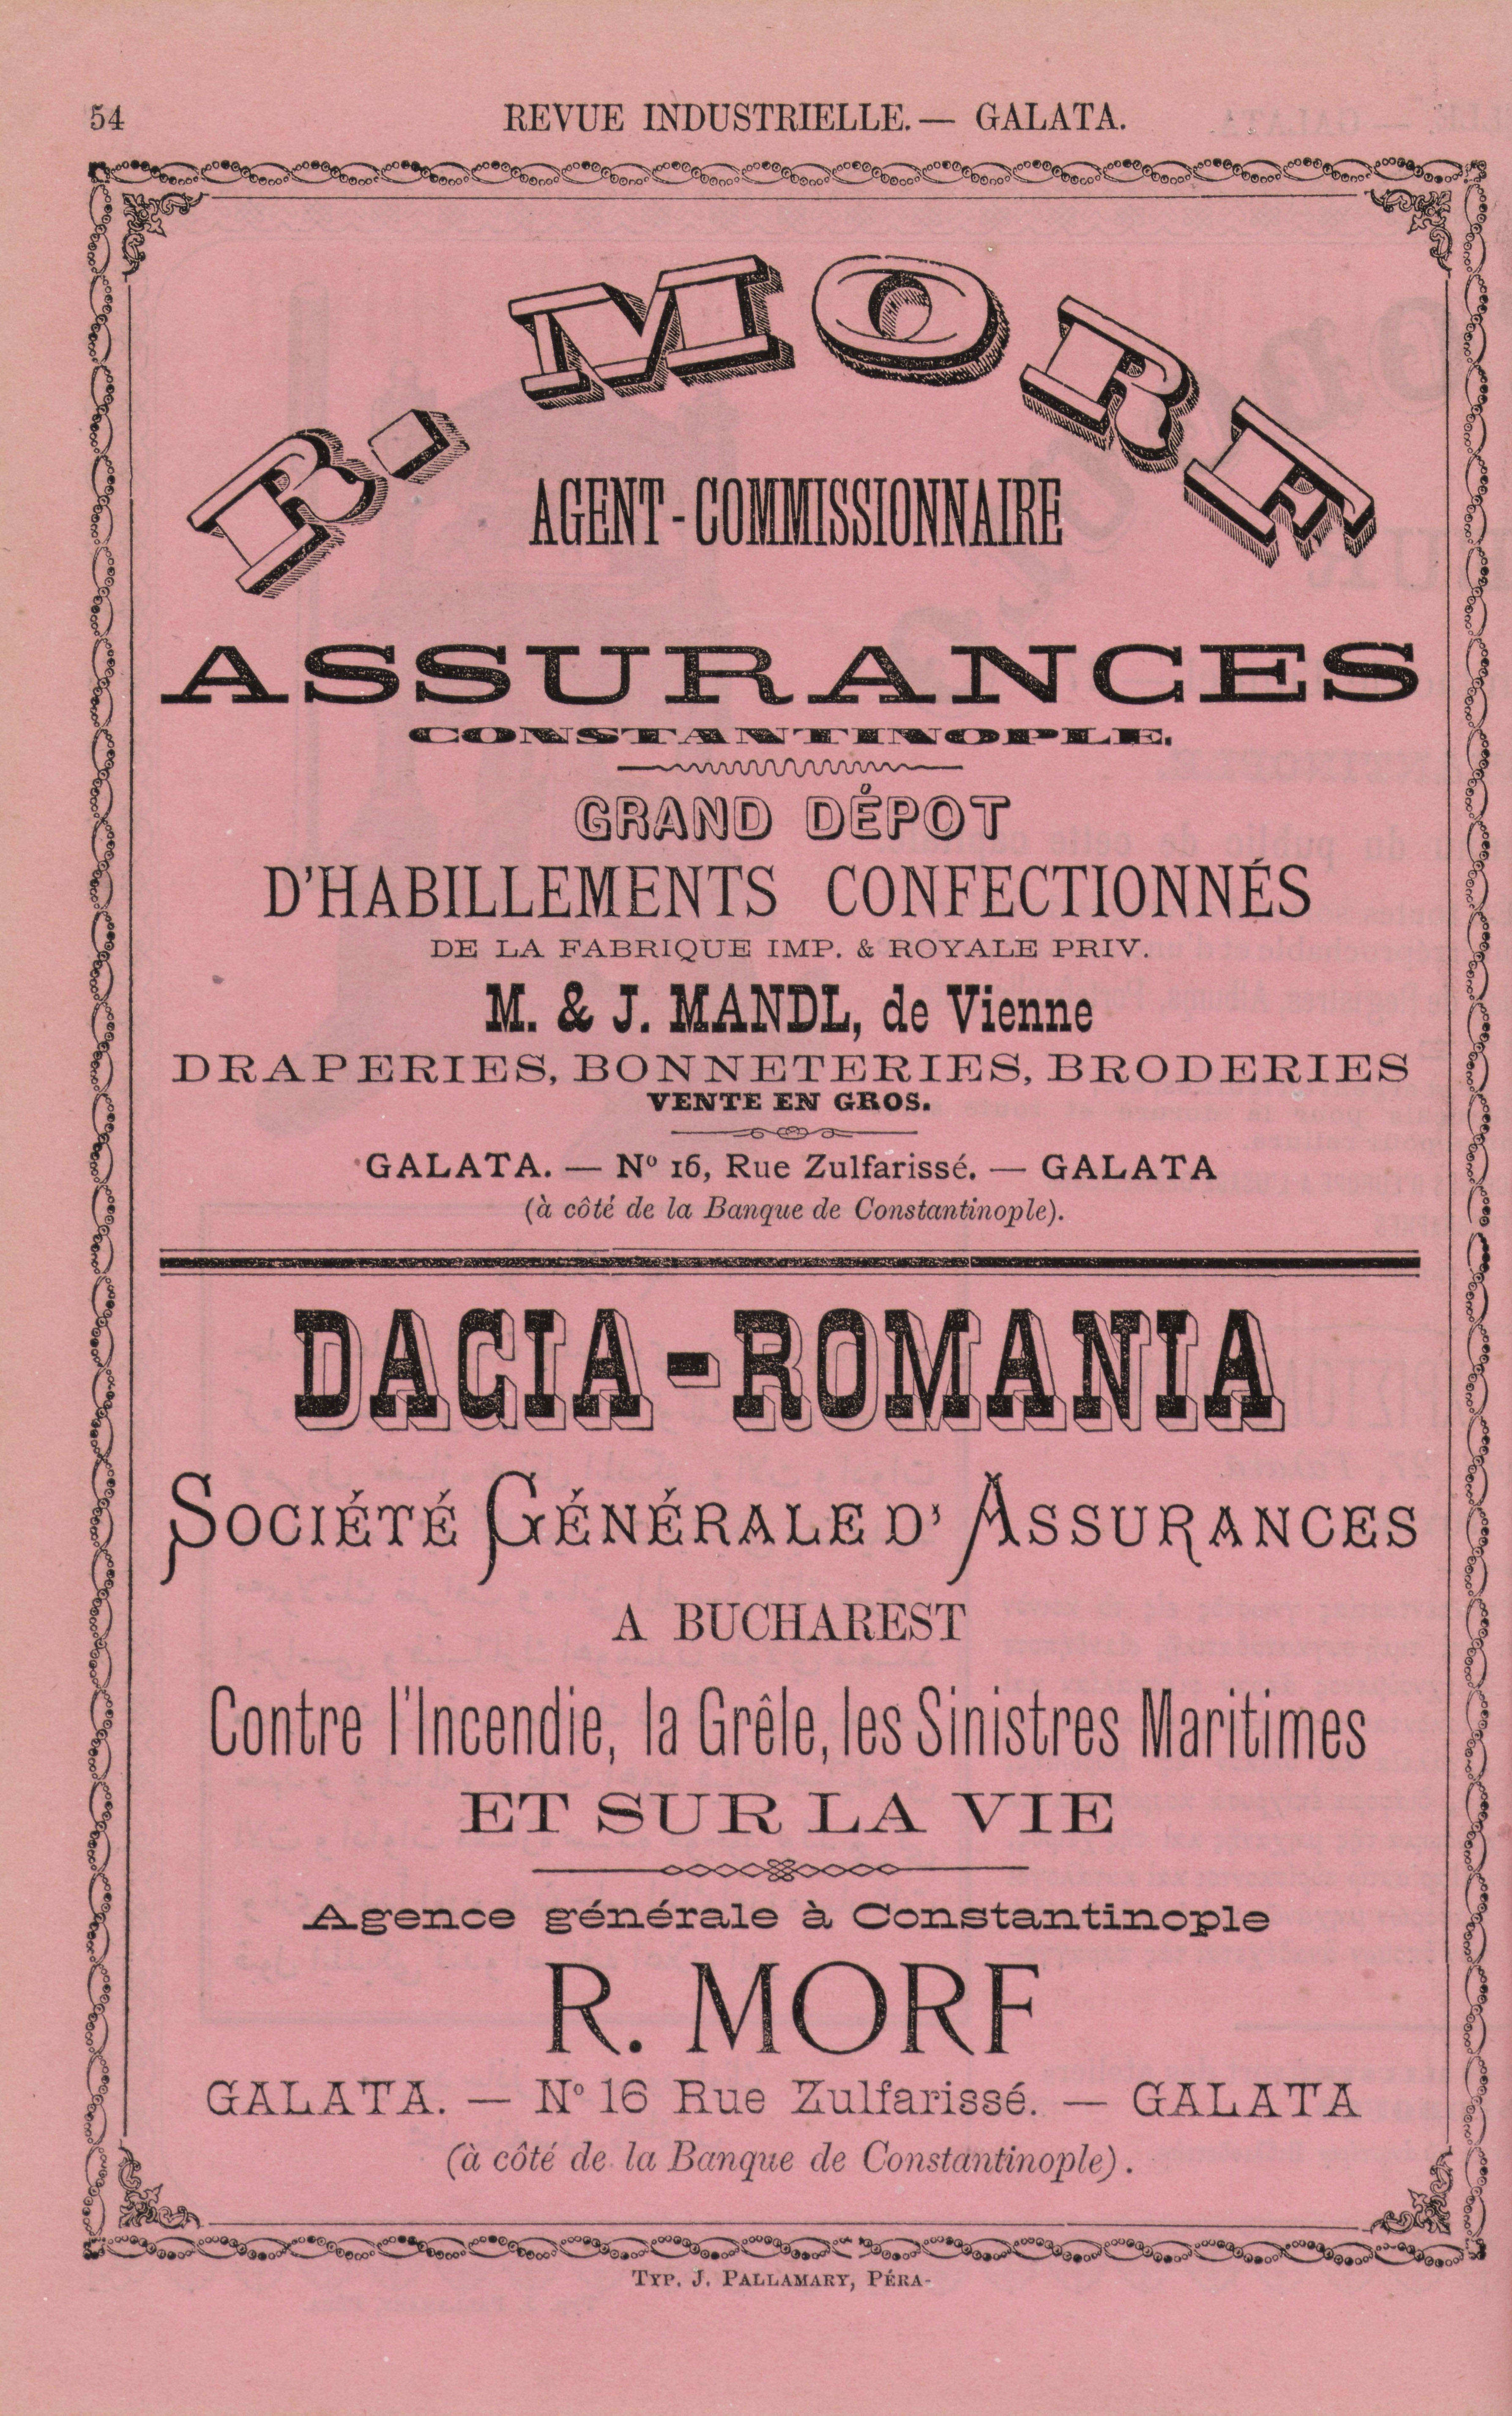 54
REVUE INDUSTRIELLE. — GALATA.
R. MORF
AGENT-COMMISSIONNAIRE
ASSURANCES
CONSTANTINOPLE.
GRAND DÉPOT
D'HABILLEMENTS CONFECTIONNÉS
DE LA FABRIQUE IMP. & ROYALE PRIV.
M. & J. MANDL, de Vienne
DRAPERIES, BONNETERIES, BRODERIES
VENTE EN GROS.
GALATA. — Nº 16, Rue Zulfarissé. — GALATA
(à côté de la Banque de Constantinople).
DACIA-ROMANIA
SOCIÉTÉ GÉNÉRALE D'ASSURANCES
A BUCHAREST
Contre l'Incendie, la Grêle, les Sinistres Maritimes
ET SUR LA VIE
Agence générale à Constantinople
R. MORF
GALATA. — Nº 16 Rue Zulfarissé. — GALATA
(à côté de la Banque de Constantinople).
TYP. J. PALLAMARY, PÉRA-